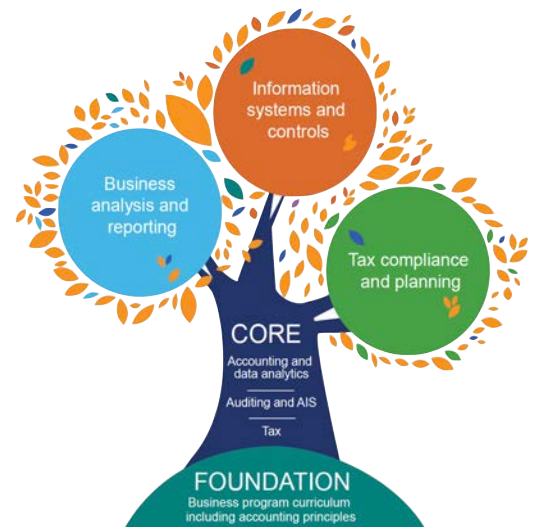 Information
systems and
controls
Business
analysis and
reporting
Tax compliance
and planning
CORE
Accounting and
data analytics
Auditing and AIS
Tax
FOUNDATION
Business program curriculum
including accounting principles